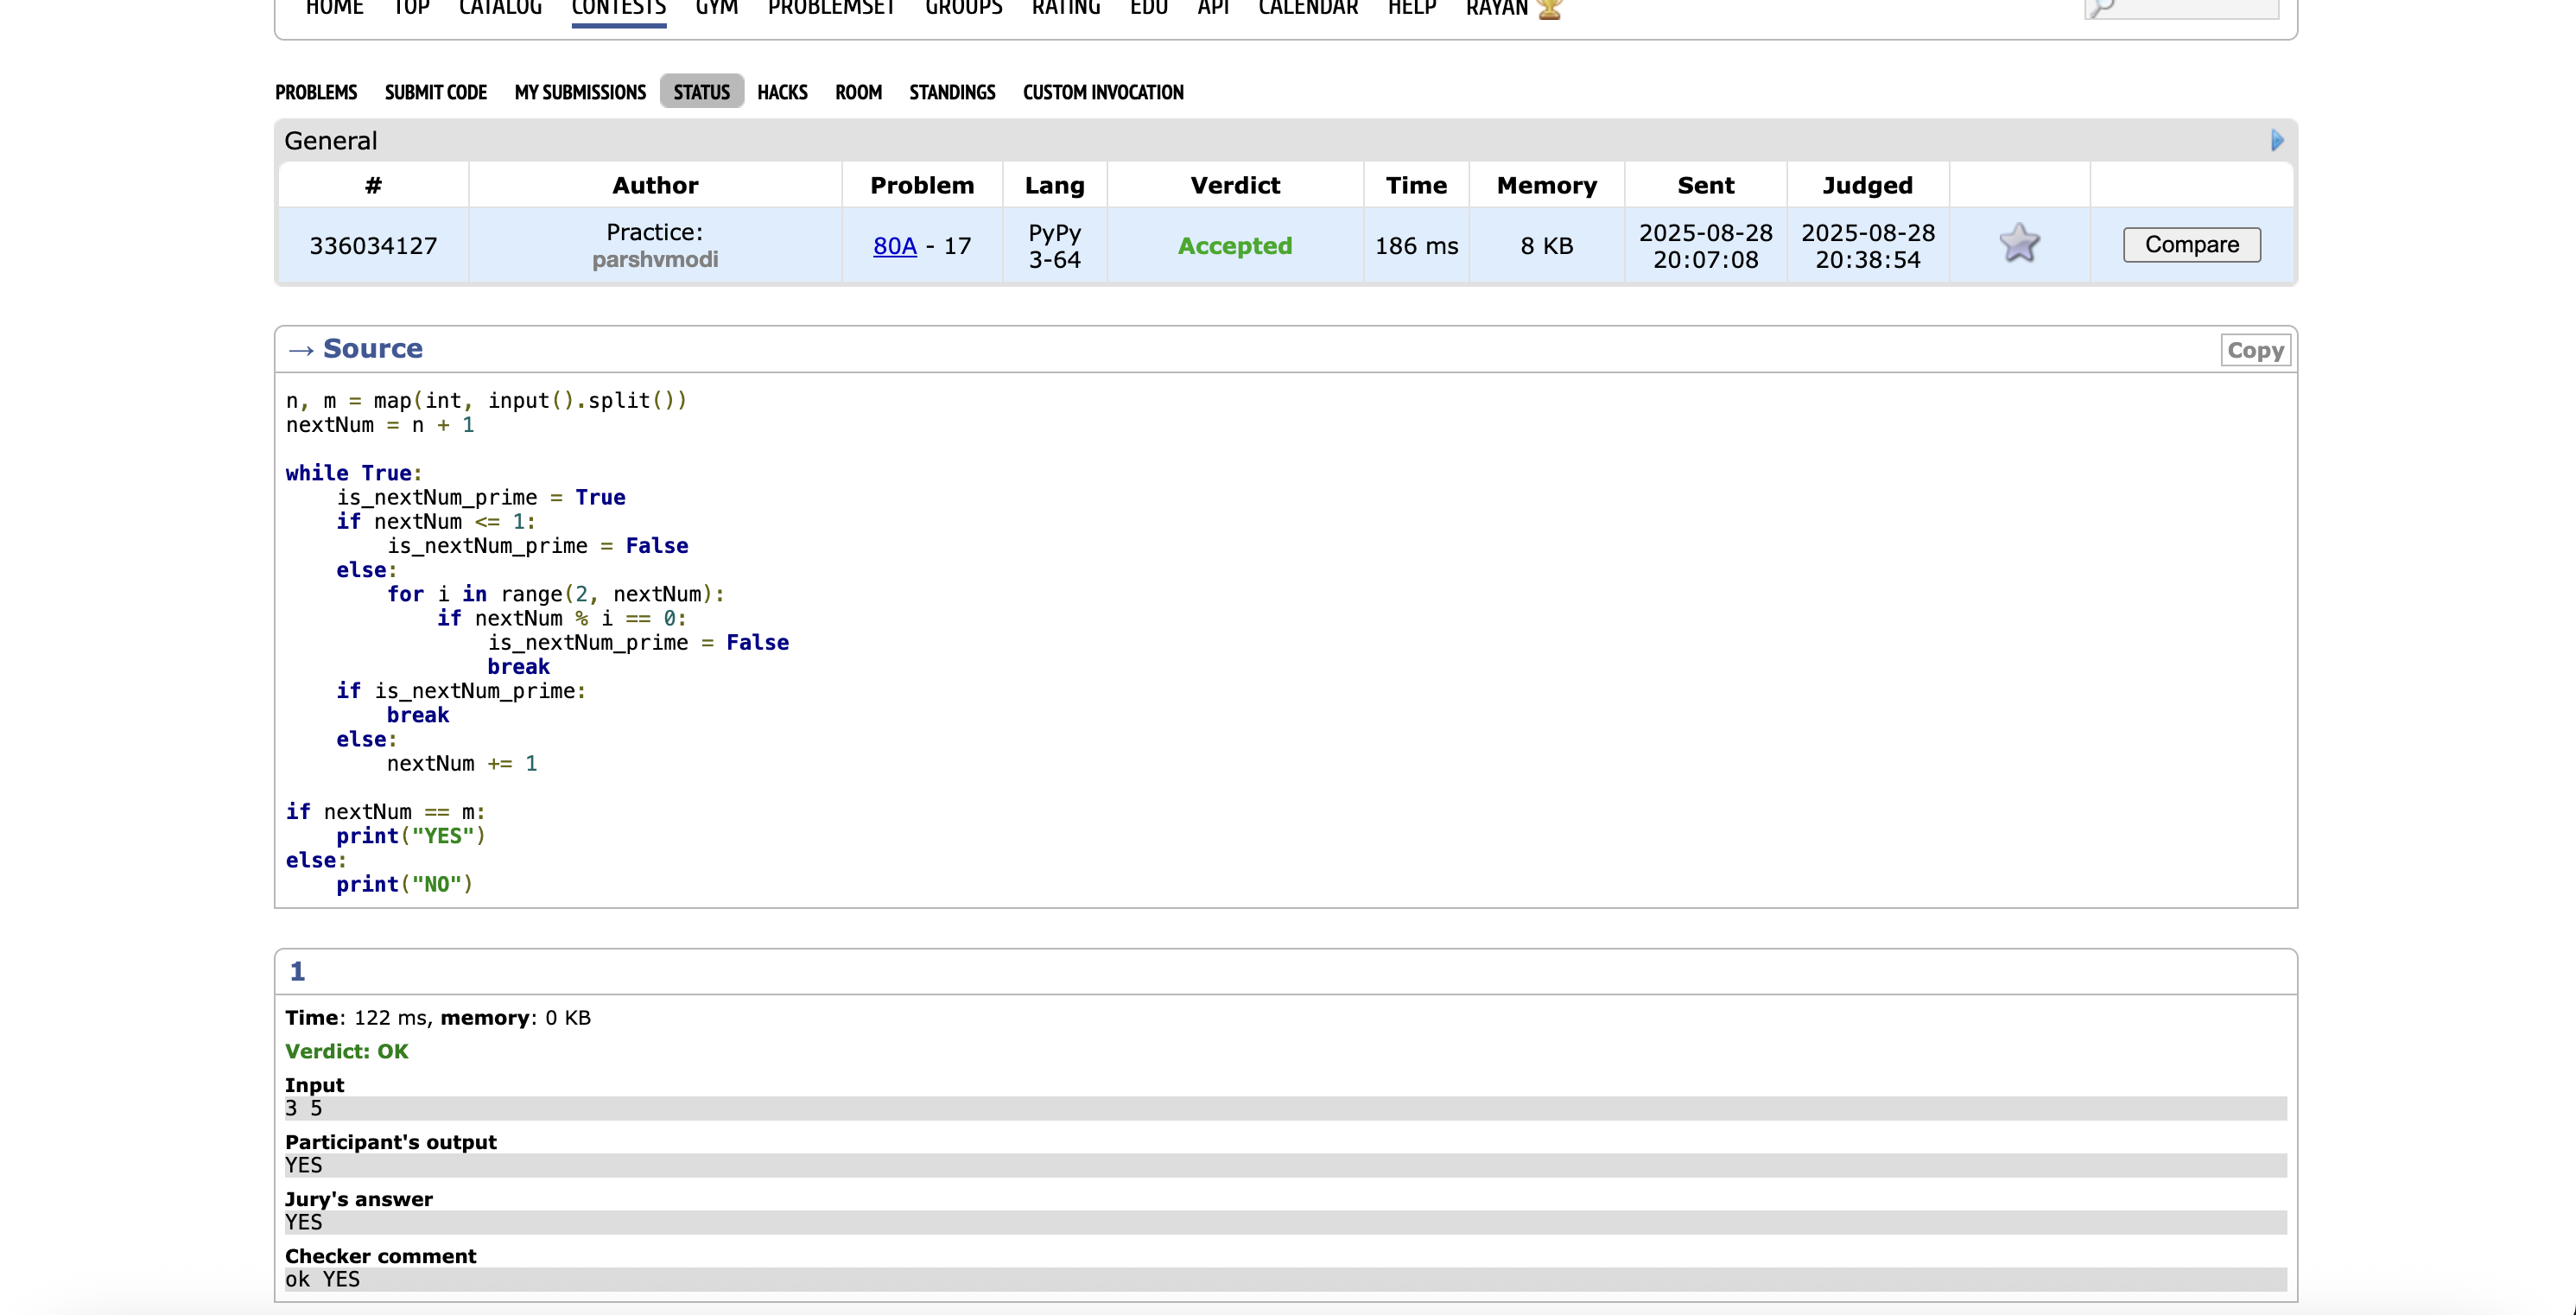 HOME TOP CATALOG CONTESTS GYM PROBLEMSET GROUPS RATING EDU API CALENDAR HELP RAYAN
PROBLEMS SUBMIT CODE MY SUBMISSIONS STATUS HACKS ROOM STANDINGS CUSTOM INVOCATION
General
# Author Problem Lang Verdict Time Memory Sent Judged
336034127 Practice: parshvmodi 80A - 17 PyPy 3-64 Accepted 186 ms 8 KB 2025-08-28 20:07:08 2025-08-28 20:38:54 Compare
→ Source Copy
n, m = map(int, input().split())
nextNum = n + 1

while True:
    is_nextNum_prime = True
    if nextNum <= 1:
        is_nextNum_prime = False
    else:
        for i in range(2, nextNum):
            if nextNum % i == 0:
                is_nextNum_prime = False
                break
    if is_nextNum_prime:
        break
    else:
        nextNum += 1

if nextNum == m:
    print("YES")
else:
    print("NO")
1
Time: 122 ms, memory: 0 KB
Verdict: OK
Input
3 5
Participant's output
YES
Jury's answer
YES
Checker comment
ok YES